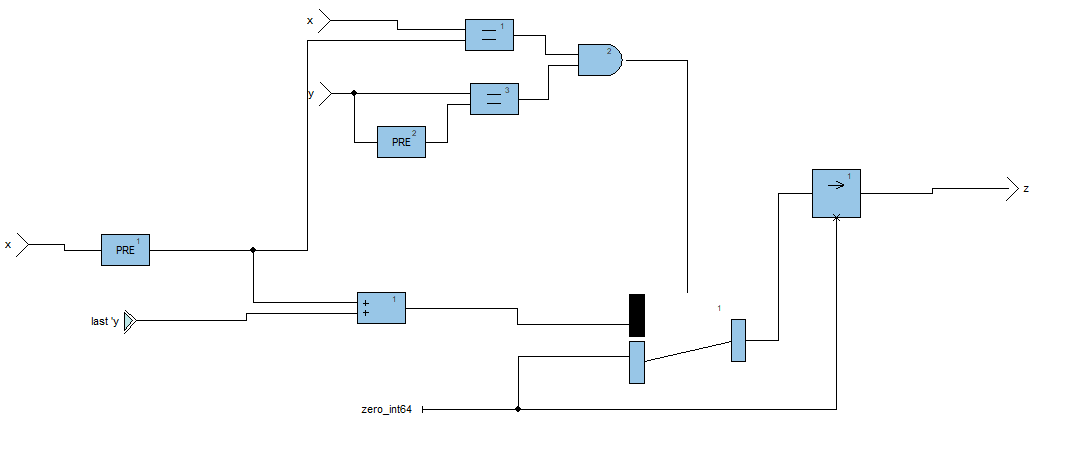 x
=
1
2
y
=
3
PRE
2
1
→
z
x
PRE
1
last 'y
+
+
1
1
zero_int64